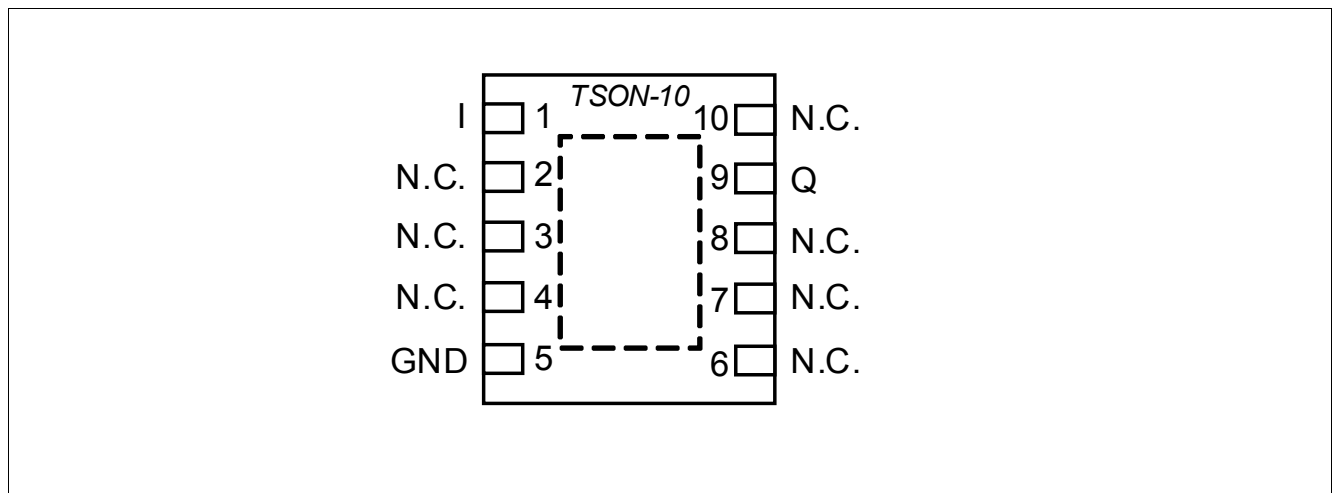 TSON-10
I 1 10 N.C.
N.C. 2 9 Q
N.C. 3 8 N.C.
N.C. 4 7 N.C.
GND 5 6 N.C.